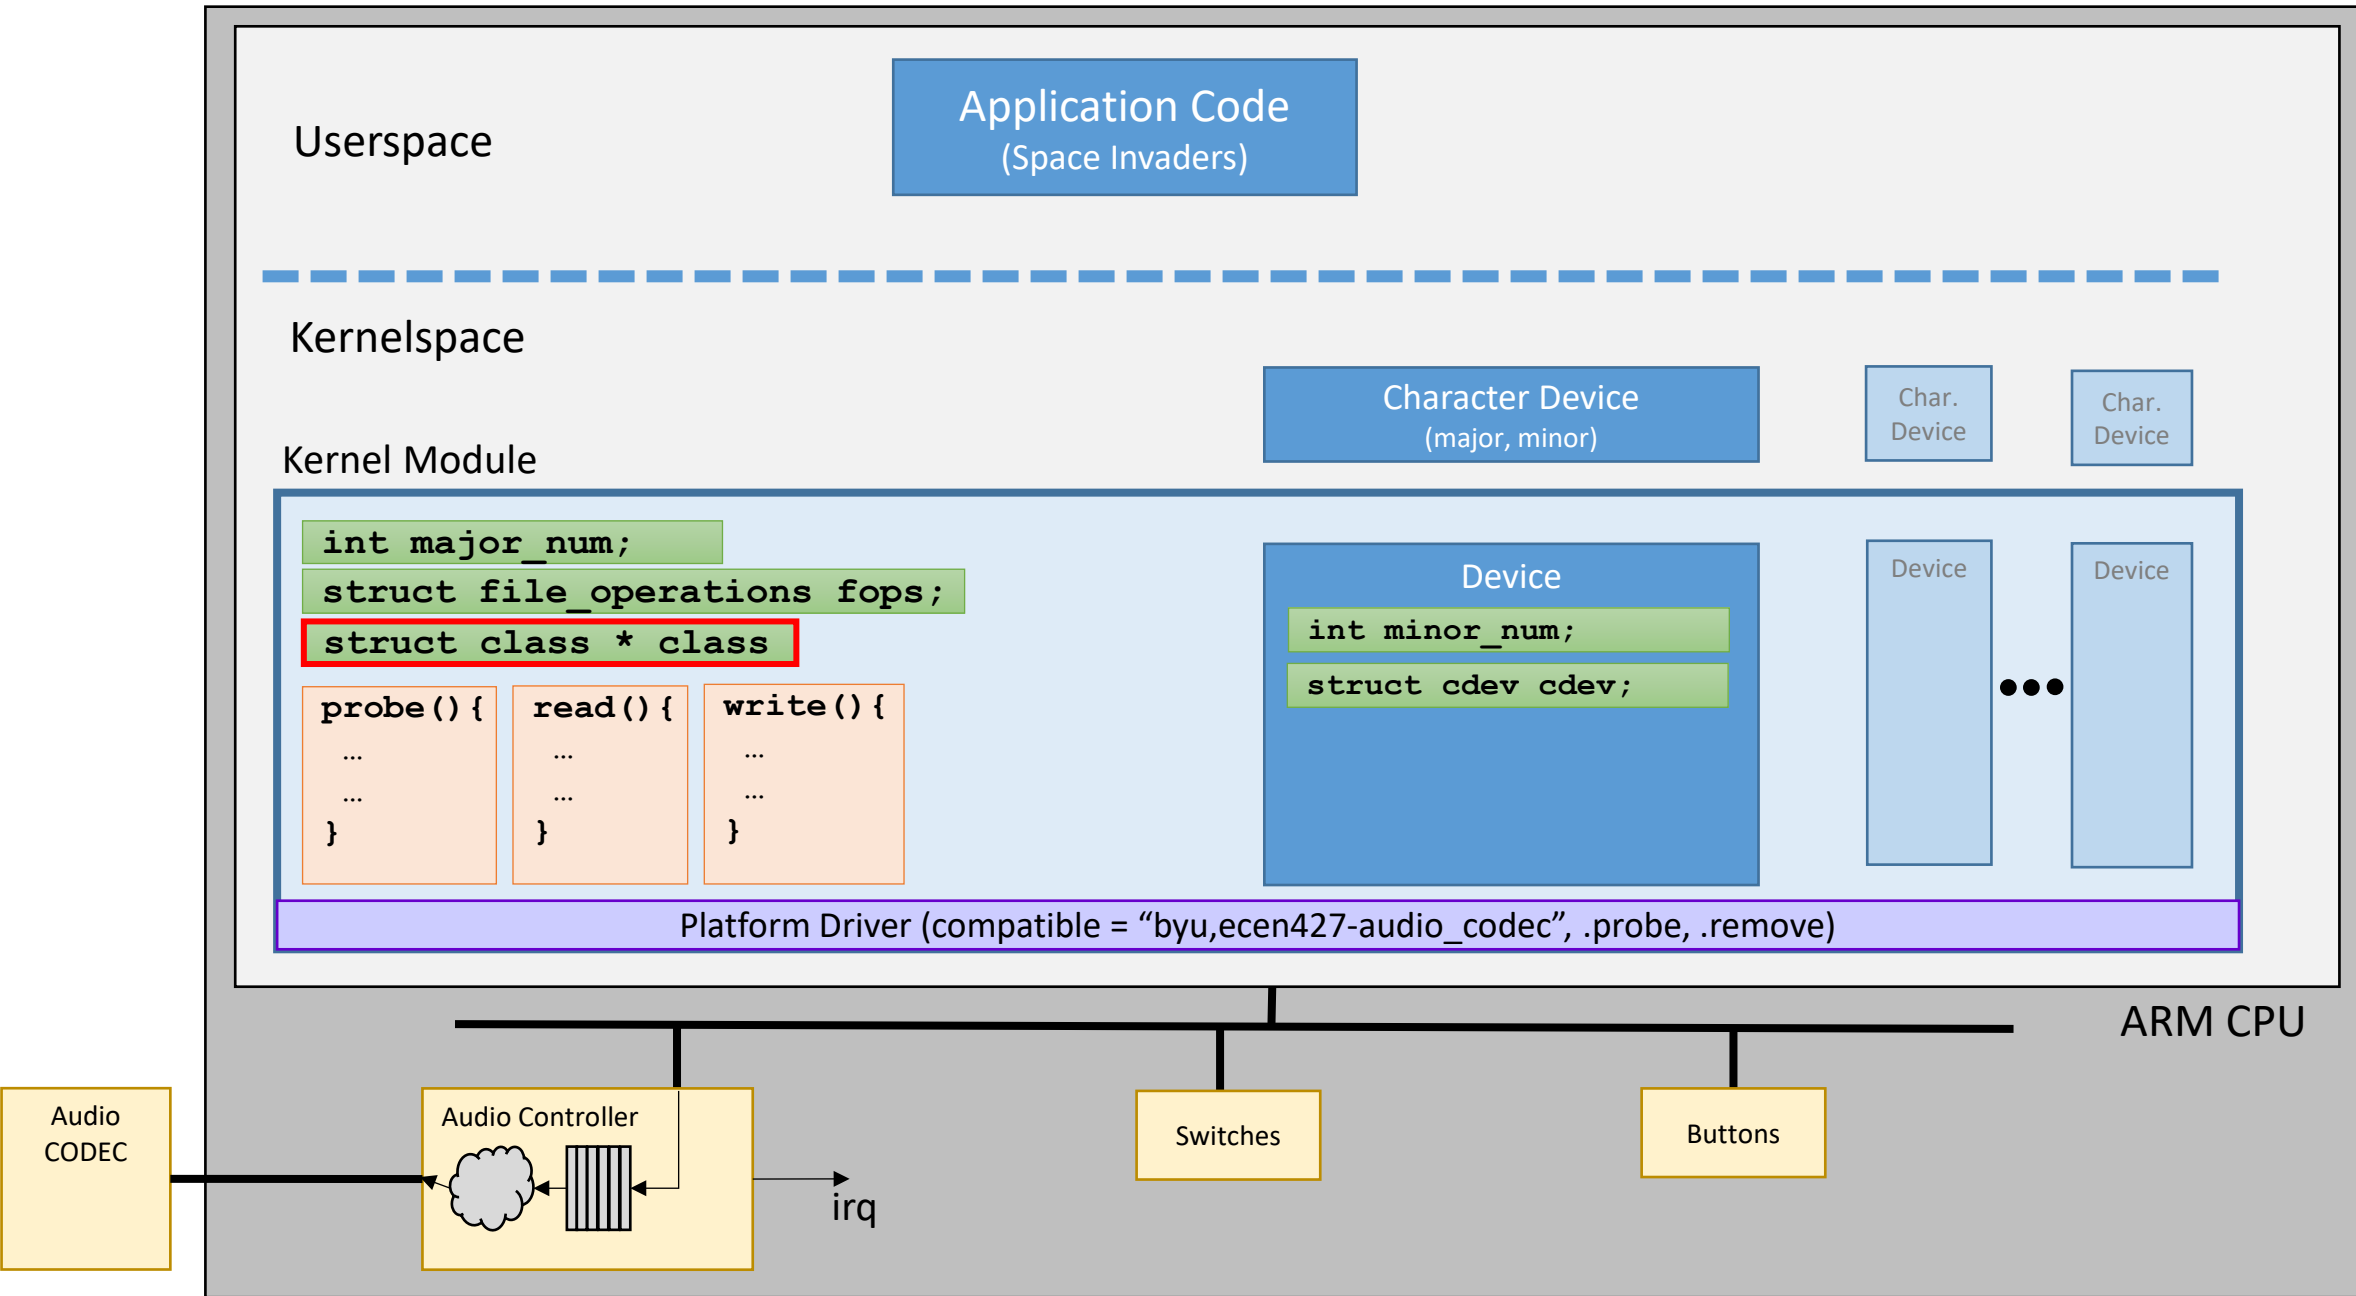 Userspace
Application Code
(Space Invaders)
Kernelspace
Character Device
(major, minor)
Char.
Device
Char.
Device
Kernel Module
int major_num;
struct file_operations fops;
struct class * class
probe(){
…
…
}
read(){
…
…
}
write(){
…
…
}
Device
int minor_num;
struct cdev cdev;
Device
Device
Platform Driver (compatible = “byu,ecen427-audio_codec”, .probe, .remove)
ARM CPU
Audio
CODEC
Audio Controller
irq
Switches
Buttons